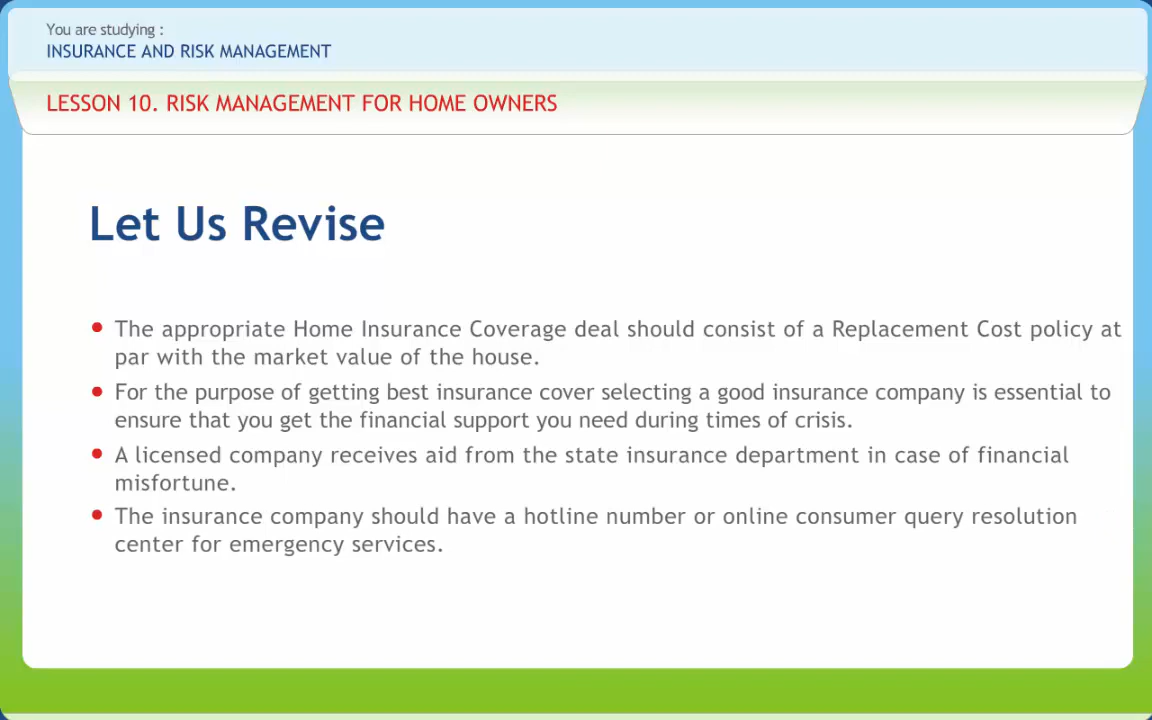 You are studying :
INSURANCE AND RISK MANAGEMENT
LESSON 10. RISK MANAGEMENT FOR HOME OWNERS
Let Us Revise
• The appropriate Home Insurance Coverage deal should consist of a Replacement Cost policy at
par with the market value of the house.
• For the purpose of getting best insurance cover selecting a good insurance company is essential to
ensure that you get the financial support you need during times of crisis.
• A licensed company receives aid from the state insurance department in case of financial
misfortune.
• The insurance company should have a hotline number or online consumer query resolution
center for emergency services.